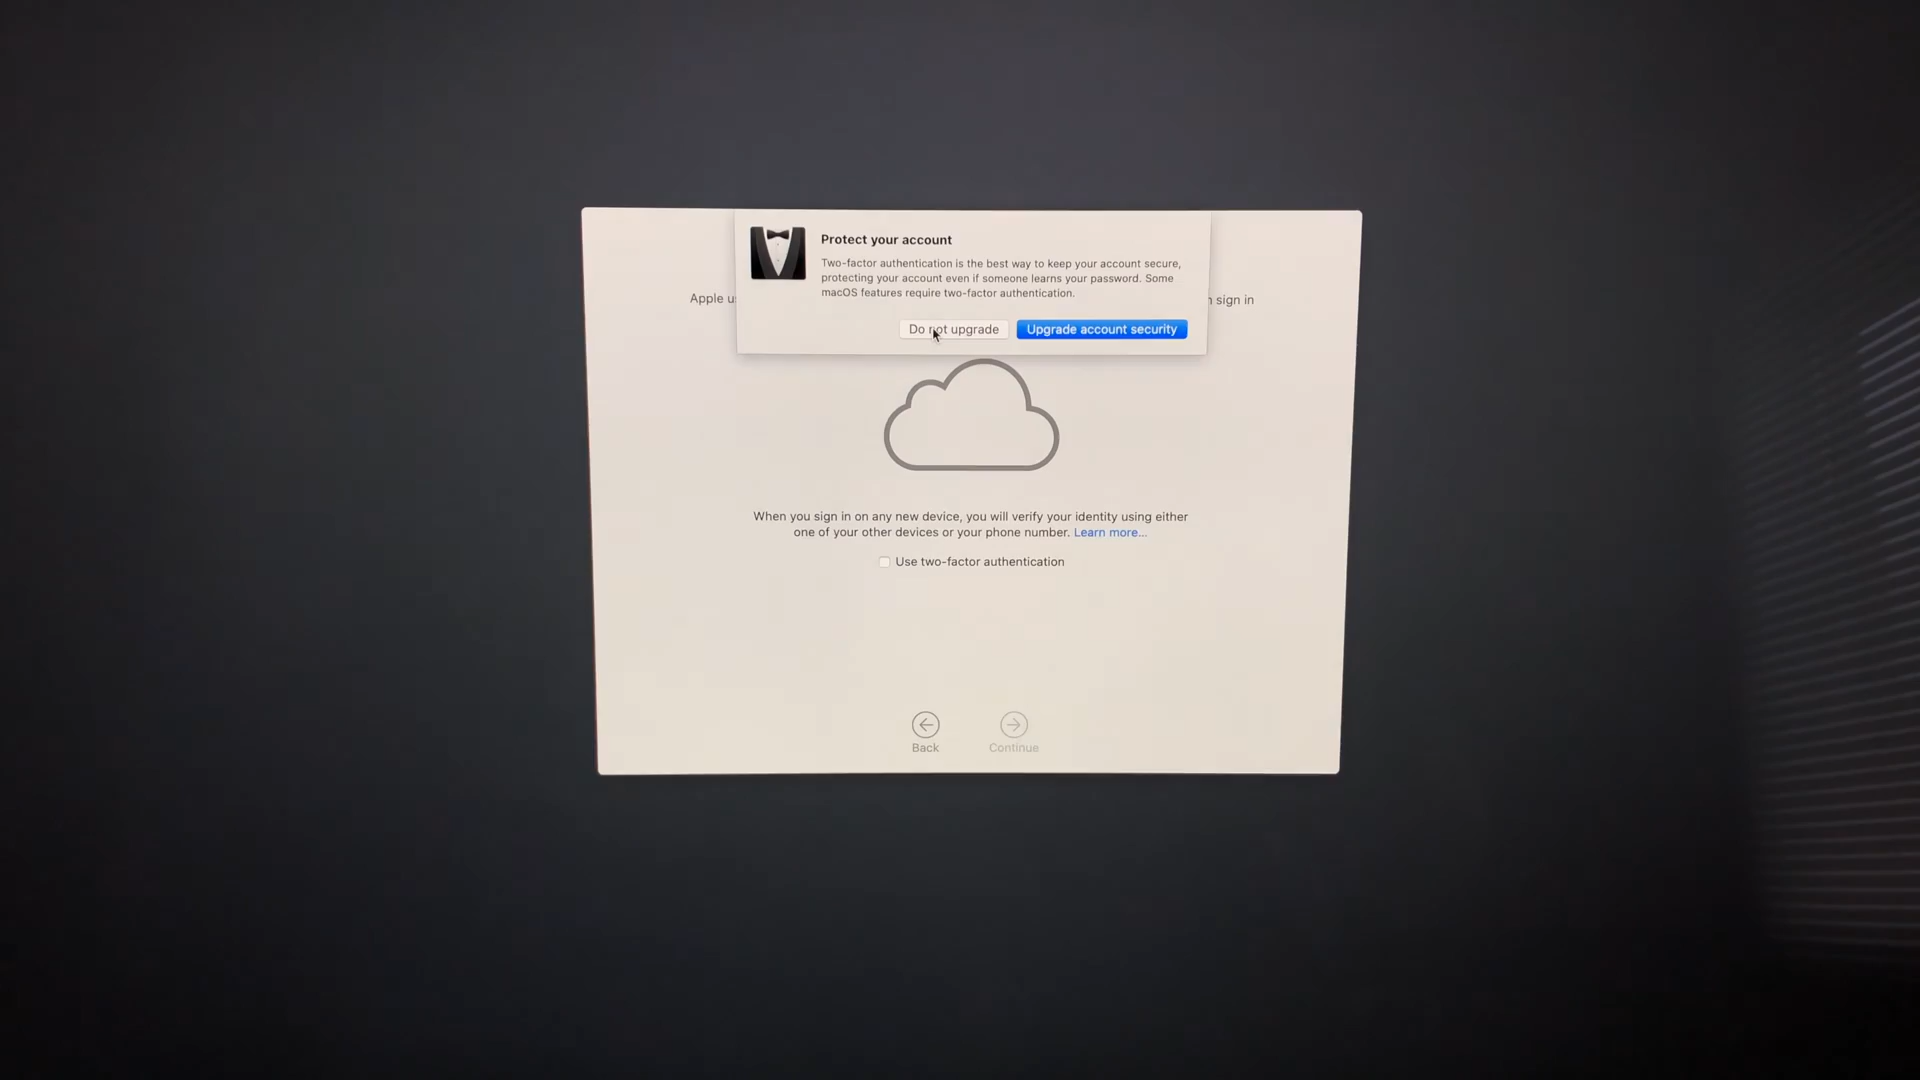 Protect your account
Two-factor authentication is the best way to keep your account secure,
protecting your account even if someone learns your password. Some
macOS features require two-factor authentication.
Apple
sign in
Do not upgrade
Upgrade account security
When you sign in on any new device, you will verify your identity using either
one of your other devices or your phone number. Learn more...
Use two-factor authentication
Back
Continue